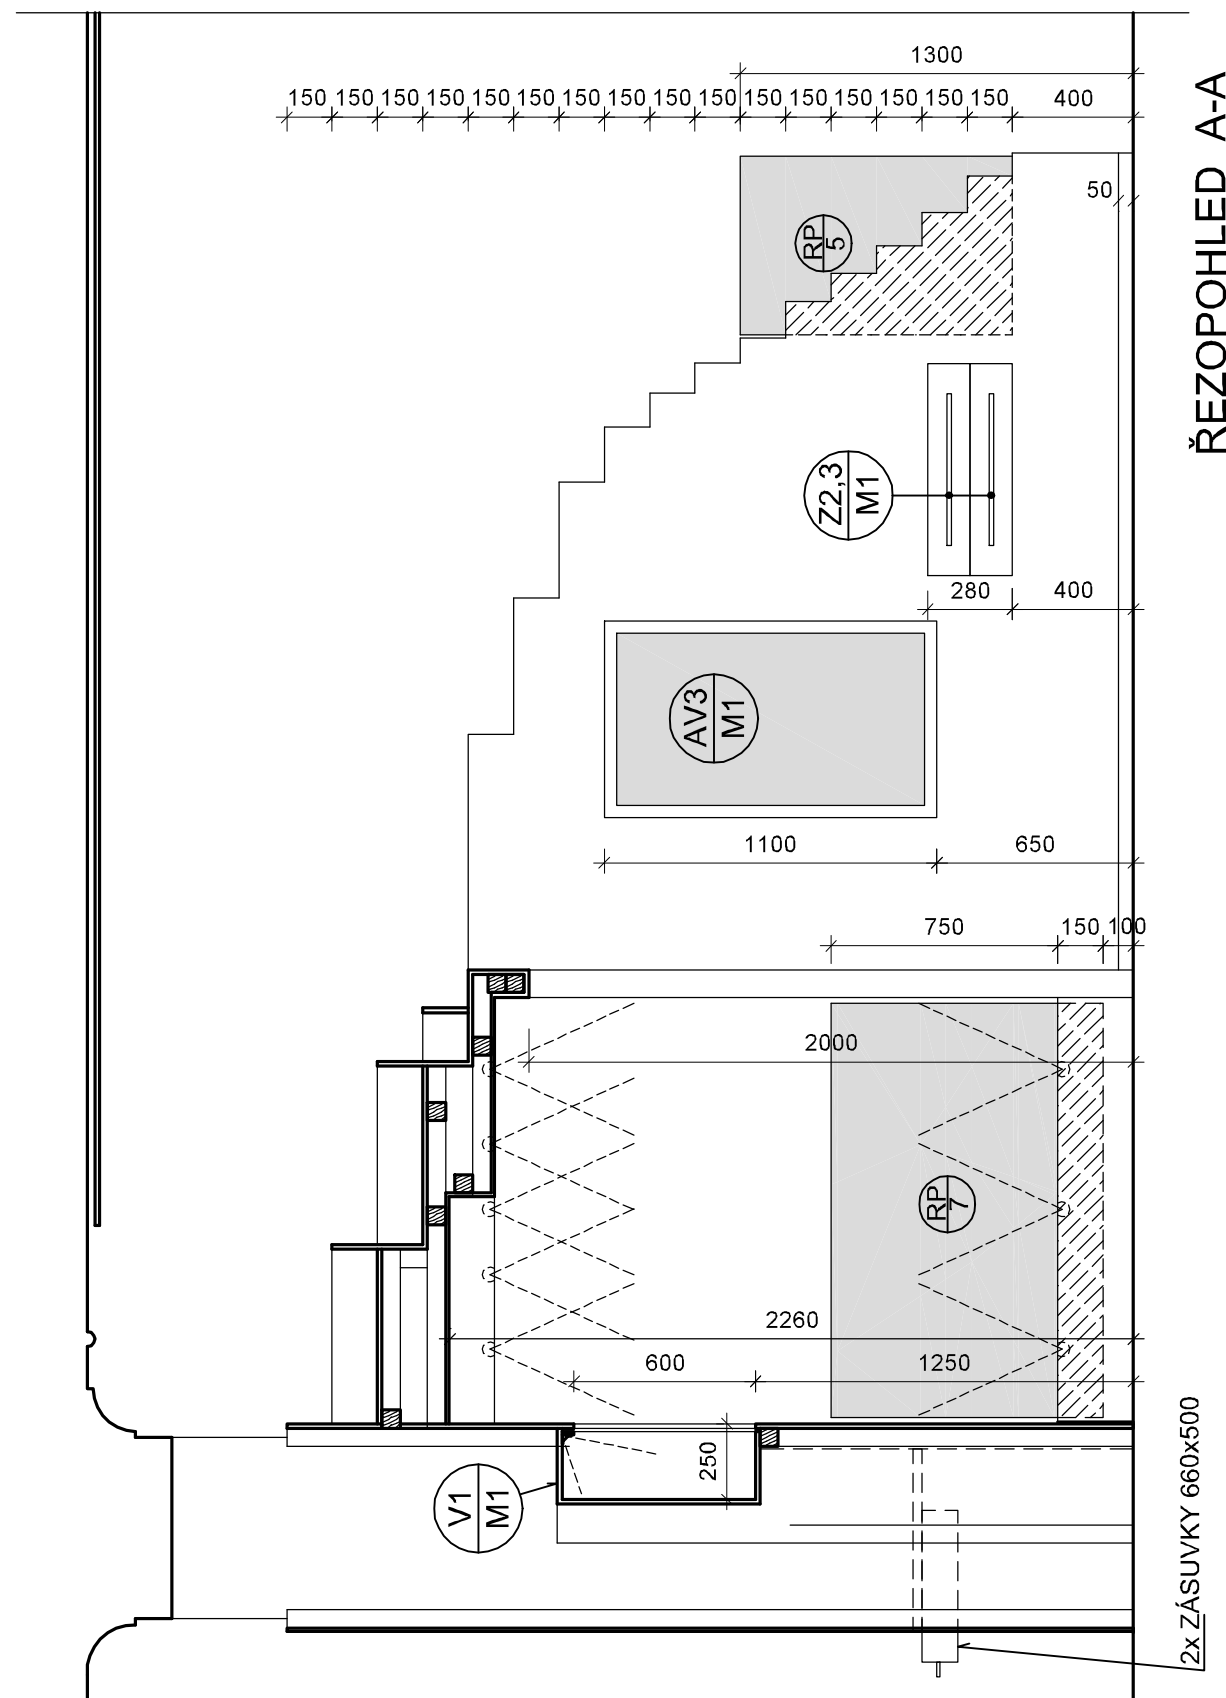 1300
150 150 150 150 150 150 150 150 150 150 150 150 150 150 150 150 400
ŘEZOPOHLED A-A
50
RP
5
Z2,3
M1
280 400
AV3
M1
1100 650
750 150 100
2000
RP
7
2260
600 1250
250
V1
M1
2x ZÁSUVKY 660x500